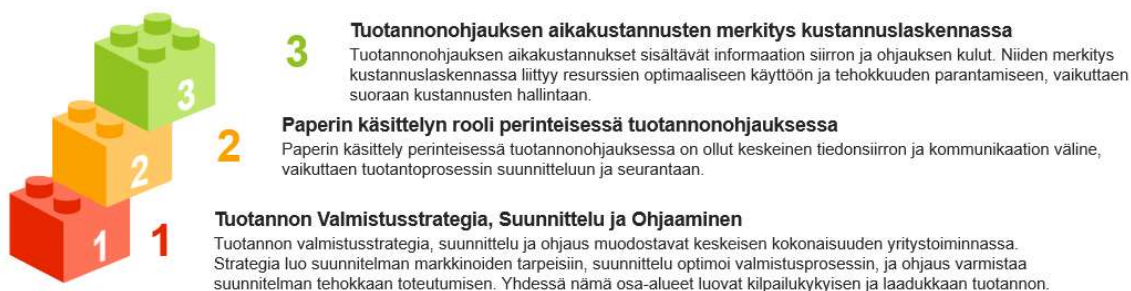 3
3
Tuotannonohjauksen aikakustannusten merkitys kustannuslaskennassa
Tuotannonohjauksen aikakustannukset sisältävät informaation siirron ja ohjauksen kulut. Niiden merkitys
kustannuslaskennassa liittyy resurssien optimaaliseen käyttöön ja tehokkuuden parantamiseen, vaikuttaen
suoraan kustannusten hallintaan.
2
2
Paperin käsittelyn rooli perinteisessä tuotannonohjauksessa
Paperin käsittely perinteisessä tuotannonohjauksessa on ollut keskeinen tiedonsiirron ja kommunikaation väline,
vaikuttaen tuotantoprosessin suunnitteluun ja seurantaan.
1
1
Tuotannon Valmistusstrategia, Suunnittelu ja Ohjaaminen
Tuotannon valmistusstrategia, suunnittelu ja ohjaus muodostavat keskeisen kokonaisuuden yritystoiminnassa.
Strategia luo suunnitelman markkinoiden tarpeisiin, suunnittelu optimoi valmistusprosessin, ja ohjaus varmistaa
suunnitelman tehokkaan toteutumisen. Yhdessä nämä osa-alueet luovat kilpailukykyisen ja laadukkaan tuotannon.